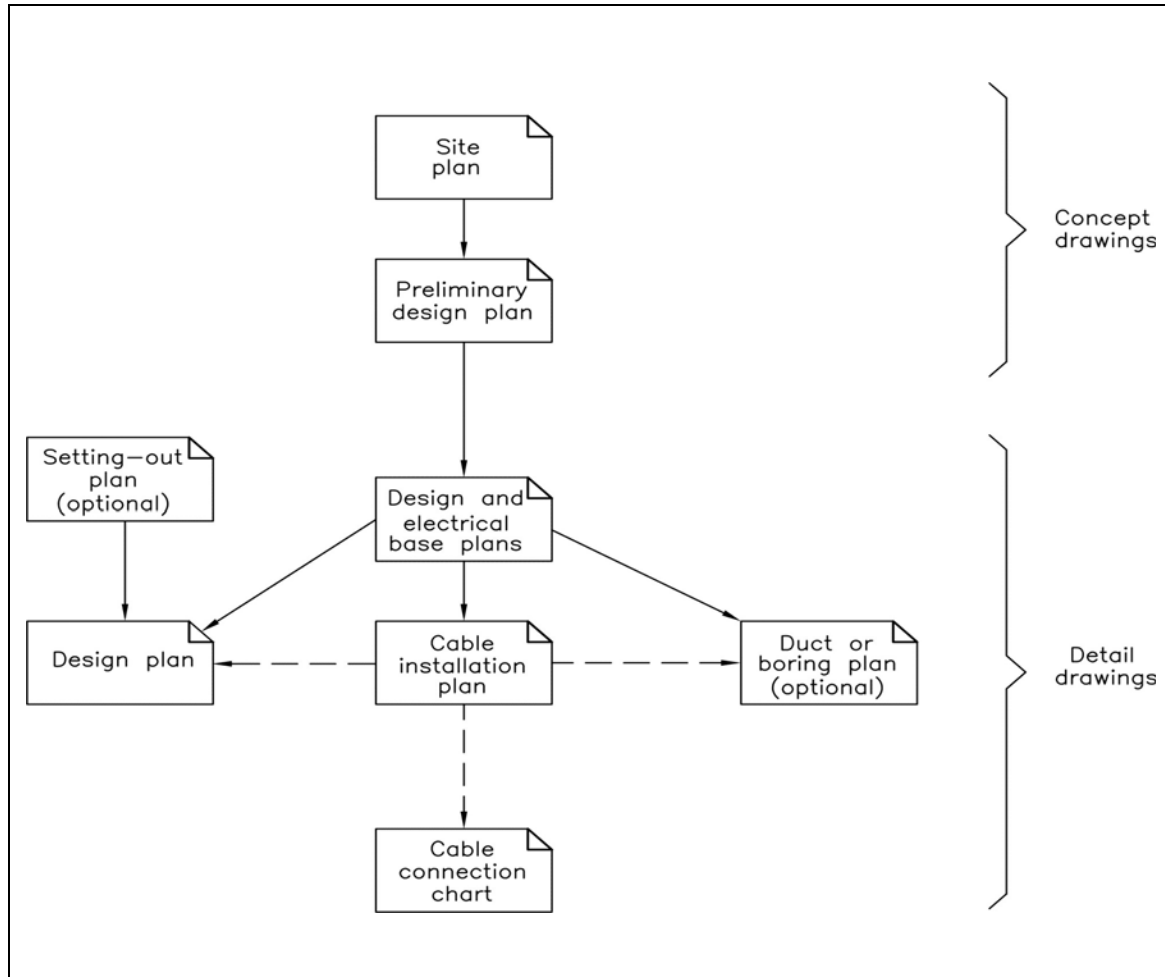 Site
plan
Concept
drawings
Preliminary
design plan
Setting-out
plan
(optional)
Design and
electrical
base plans
Design plan
Cable
installation
plan
Duct or
boring plan
(optional)
Detail
drawings
Cable
connection
chart